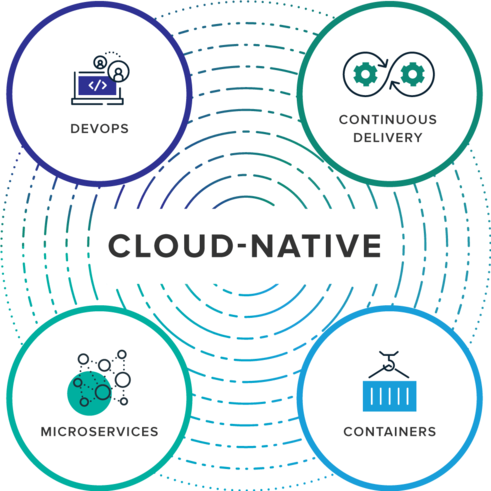 DEVOPS
CONTINUOUS
DELIVERY
</>
CLOUD-NATIVE
MICROSERVICES
CONTAINERS